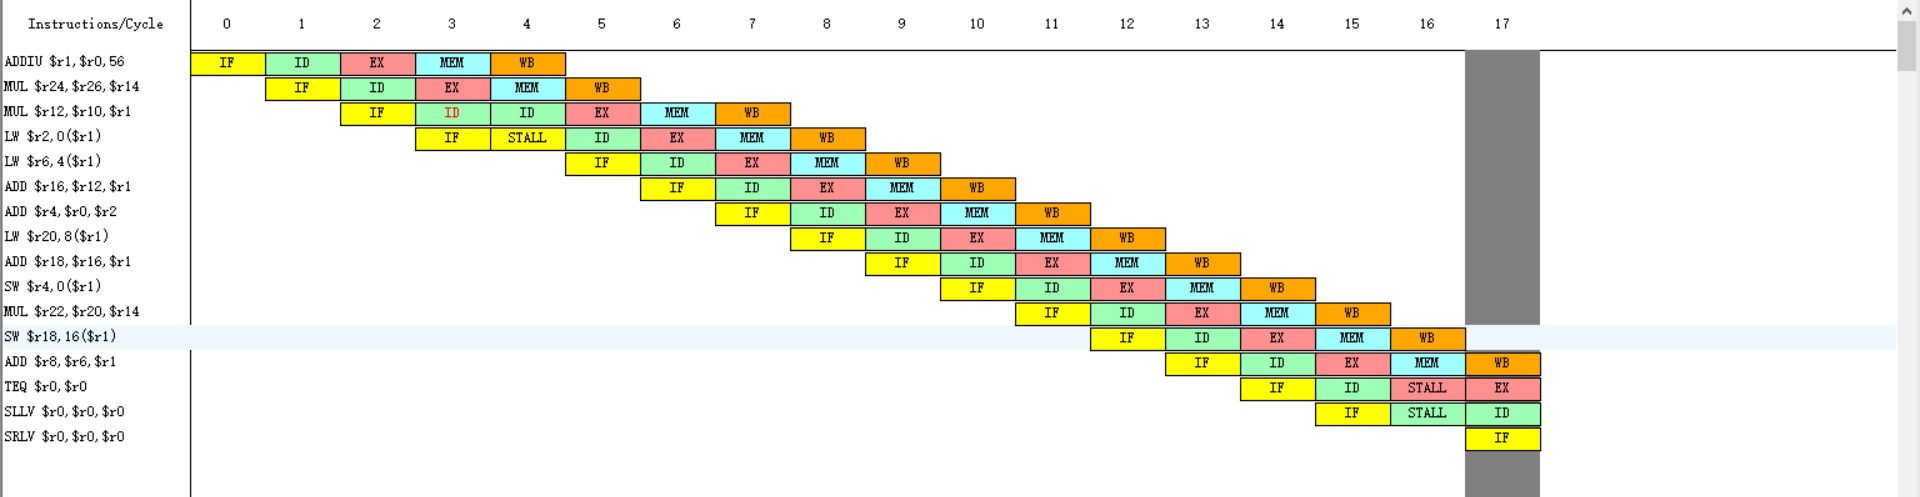 Instructions/Cycle 0 1 2 3 4 5 6 7 8 9 10 11 12 13 14 15 16 17
ADDIU $r1,$r0,56 IF ID EX MEM WB
MUL $r24,$r26,$r14 IF ID EX MEM WB
MUL $r12,$r10,$r1 IF ID ID EX MEM WB
LW $r2,0($r1) IF STALL ID EX MEM WB
LW $r6,4($r1) IF ID EX MEM WB
ADD $r16,$r12,$r1 IF ID EX MEM WB
ADD $r4,$r0,$r2 IF ID EX MEM WB
LW $r20,8($r1) IF ID EX MEM WB
ADD $r18,$r16,$r1 IF ID EX MEM WB
SW $r4,0($r1) IF ID EX MEM WB
MUL $r22,$r20,$r14 IF ID EX MEM WB
SW $r18,16($r1) IF ID EX MEM WB
ADD $r8,$r6,$r1 IF ID EX MEM WB
TEQ $r0,$r0 IF ID STALL EX
SLLV $r0,$r0,$r0 IF STALL ID
SRLV $r0,$r0,$r0 IF